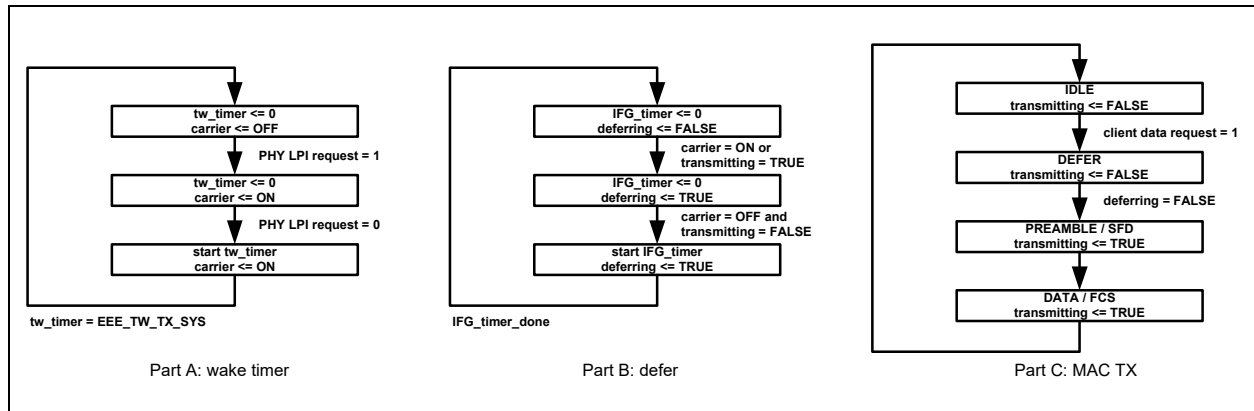 tw_timer <= 0
carrier <= OFF
PHY LPI request = 1
tw_timer <= 0
carrier <= ON
PHY LPI request = 0
start tw_timer
carrier <= ON
tw_timer = EEE_TW_TX_SYS
Part A: wake timer
IFG_timer <= 0
deferring <= FALSE
carrier = ON or
transmitting = TRUE
IFG_timer <= 0
deferring <= TRUE
carrier = OFF and
transmitting = FALSE
start IFG_timer
deferring <= TRUE
IFG_timer_done
Part B: defer
IDLE
transmitting <= FALSE
client data request = 1
DEFER
transmitting <= FALSE
deferring = FALSE
PREAMBLE / SFD
transmitting <= TRUE
DATA / FCS
transmitting <= TRUE
Part C: MAC TX